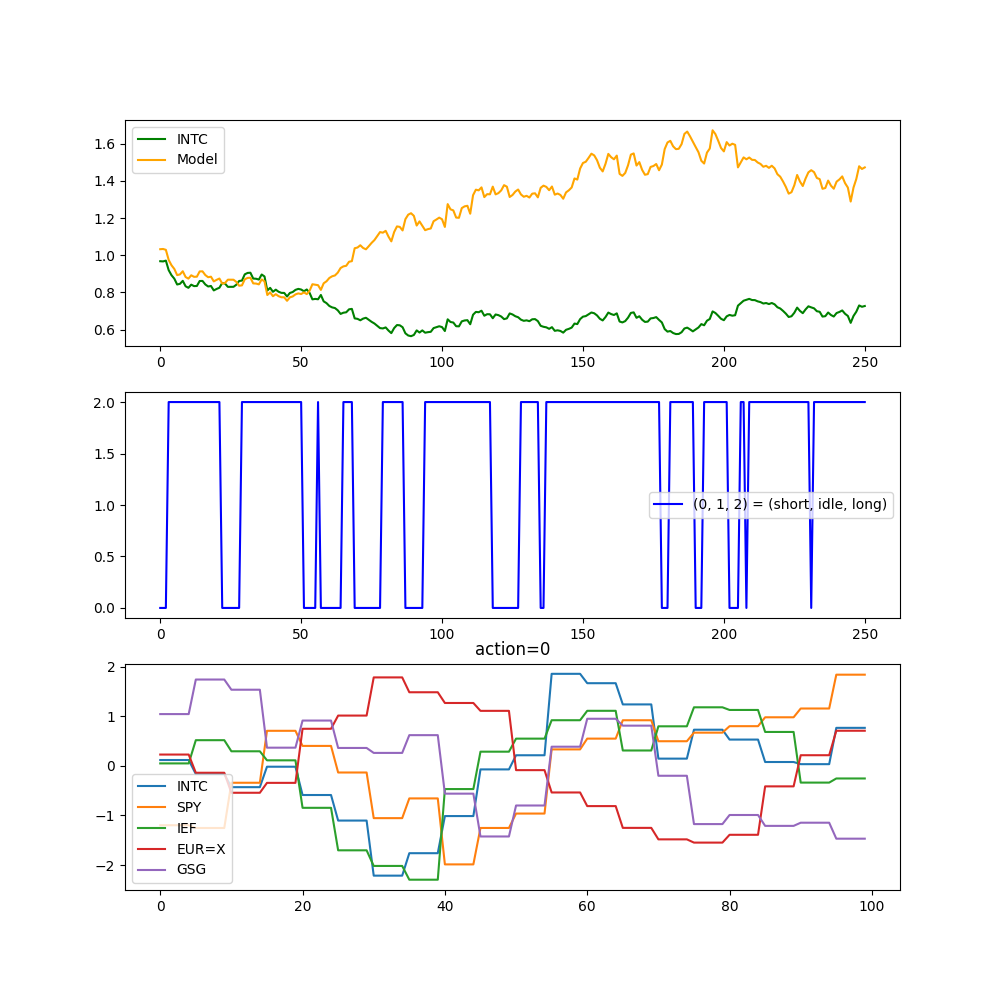 INTC
Model
1.6
1.4
1.2
1.0
0.8
0.6
0 50 100 150 200 250
2.0
1.5
1.0
0.5
0.0
(0, 1, 2) = (short, idle, long)
0 50 100 150 200 250
action=0
2
1
0
−1
−2
INTC
SPY
IEF
EUR=X
GSG
0 20 40 60 80 100